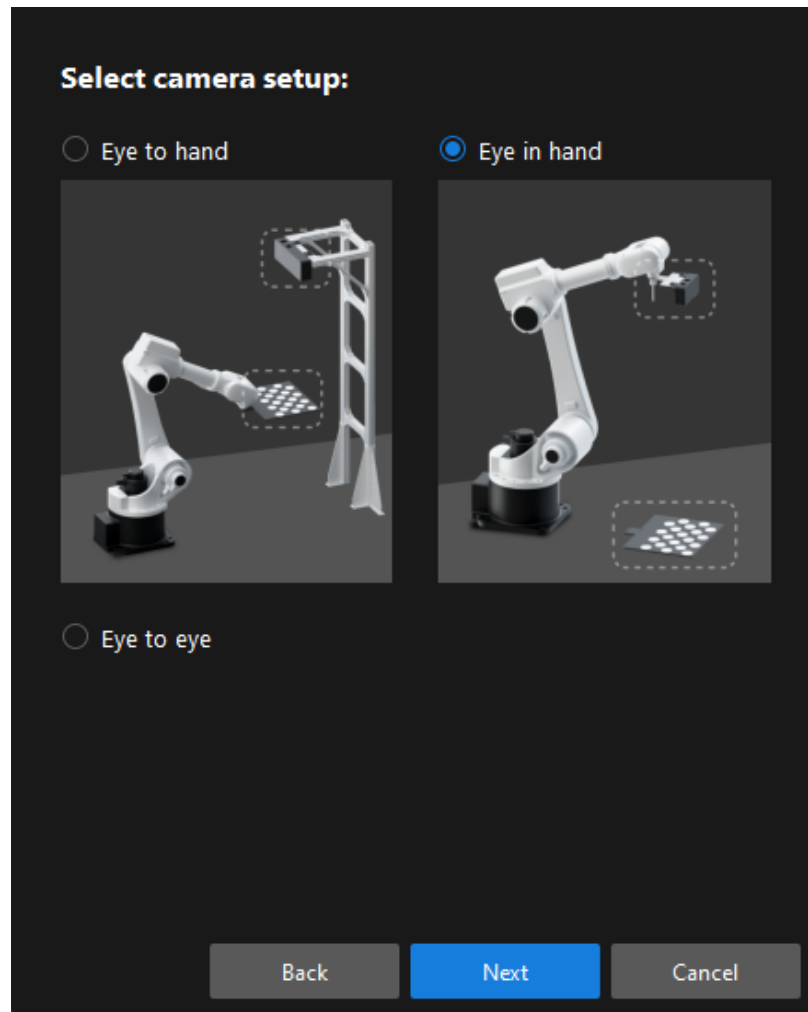 Select camera setup:
Eye to hand
Eye in hand
Eye to eye
Back
Next
Cancel